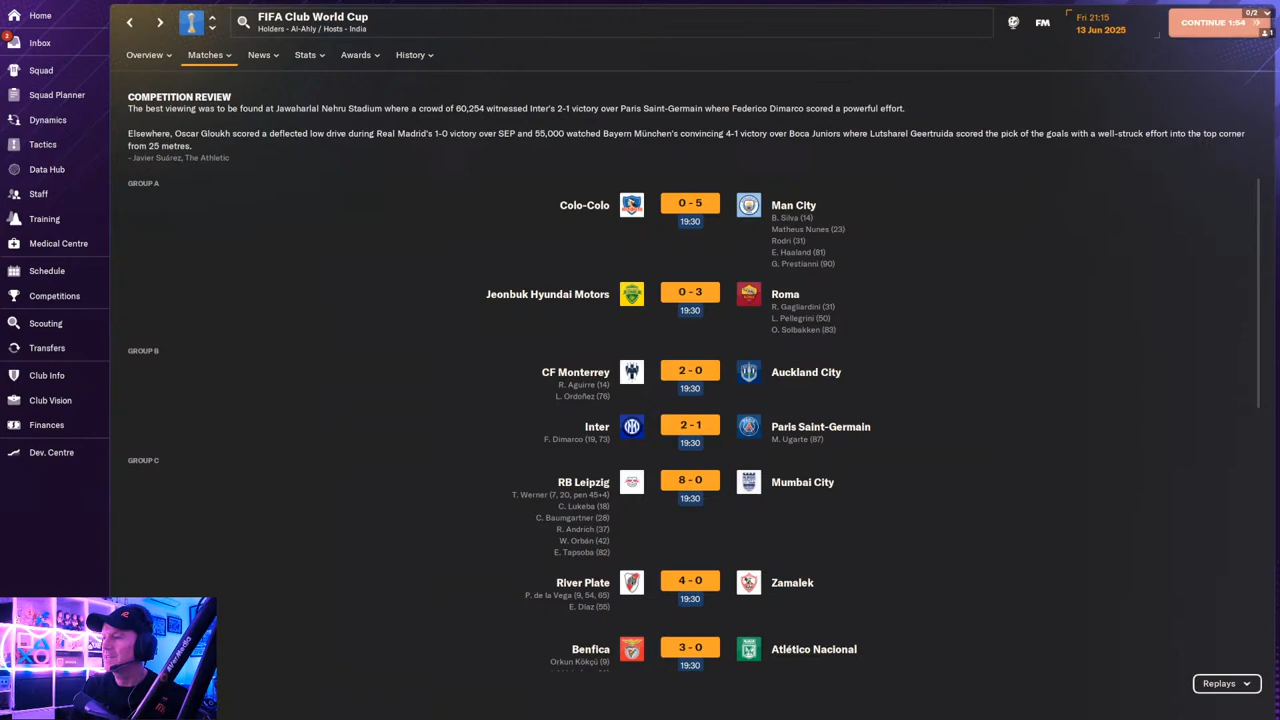 Home
2
Inbox
Squad
Squad Planner
Dynamics
Tactics
Data Hub
Staff
Training
Medical Centre
Schedule
Competitions
Scouting
Transfers
Club Info
Club Vision
Finances
Dev. Centre
FIFA Club World Cup
Holders - Al-Ahly / Hosts - India
FM
Fri 21:15
13 Jun 2025
CONTINUE 1:54
0/2
1
Overview
Matches
News
Stats
Awards
History
COMPETITION REVIEW
The best viewing was to be found at Jawaharlal Nehru Stadium where a crowd of 60,254 witnessed Inter's 2-1 victory over Paris Saint-Germain where Federico Dimarco scored a powerful effort.
Elsewhere, Oscar Gloukh scored a deflected low drive during Real Madrid's 1-0 victory over SEP and 55,000 watched Bayern München's convincing 4-1 victory over Boca Juniors where Lutsharel Geertruida scored the pick of the goals with a well-struck effort into the top corner
from 25 metres.
- Javier Suárez, The Athletic
GROUP A
Colo-Colo 0 - 5 Man City
19:30
B. Silva (14)
Matheus Nunes (23)
Rodri (31)
E. Haaland (81)
G. Prestianni (90)
Jeonbuk Hyundai Motors 0 - 3 Roma
19:30
R. Gagliardini (31)
L. Pellegrini (50)
O. Solbakken (83)
GROUP B
CF Monterrey 2 - 0 Auckland City
R. Aguirre (14)
19:30
L. Ordoñez (76)
Inter 2 - 1 Paris Saint-Germain
F. Dimarco (19, 73) 19:30 M. Ugarte (87)
GROUP C
RB Leipzig 8 - 0 Mumbai City
T. Werner (7, 20, pen 45+4)
19:30
C. Lukeba (18)
C. Baumgartner (28)
R. Andrich (37)
W. Orbán (42)
E. Tapsoba (82)
River Plate 4 - 0 Zamalek
P. de la Vega (9, 54, 65)
19:30
E. Díaz (55)
Benfica 3 - 0 Atlético Nacional
Orkun Kökçü (9)
19:30
Replays